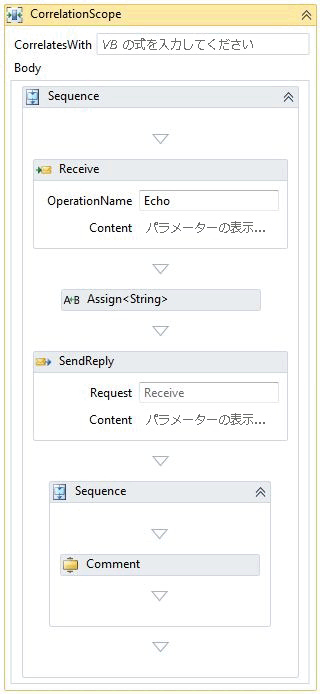 CorrelationScope
CorrelatesWith VB の式を入力してください
Body
Sequence
Receive
OperationName Echo
Content パラメーターの表示...
A+B Assign<String>
SendReply
Request Receive
Content パラメーターの表示...
Sequence
Comment